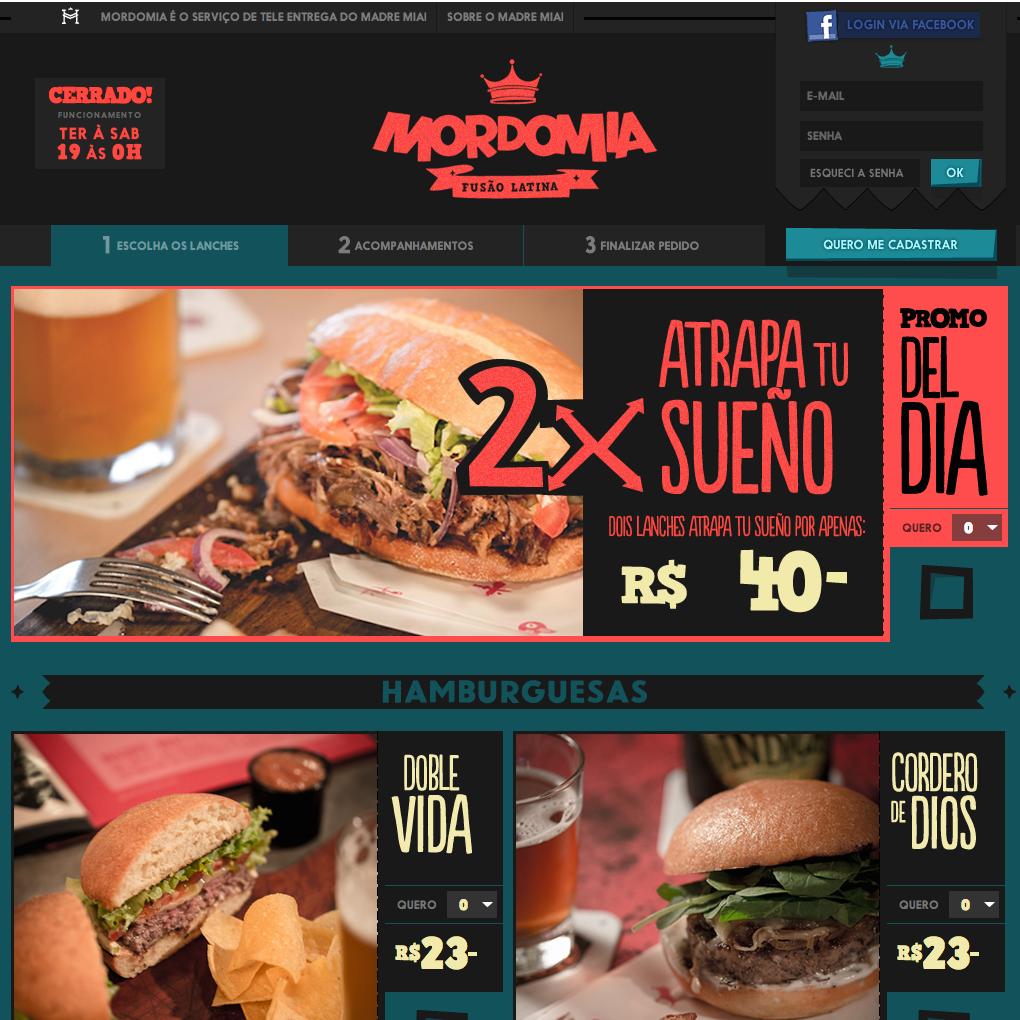 MORDOMIA É O SERVIÇO DE TELE ENTREGA DO MADRE MIA!
SOBRE O MADRE MIA!
LOGIN VIA FACEBOOK
E-MAIL
SENHA
ESQUECI A SENHA
OK
CERRADO!
FUNCIONAMENTO
TER À SAB
19 ÀS 0H
MORDOMIA
FUSÃO LATINA
1 ESCOLHA OS LANCHES
2 ACOMPANHAMENTOS
3 FINALIZAR PEDIDO
QUERO ME CADASTRAR
2X
ATRAPA TU
SUEÑO
DOIS LANCHES ATRAPA TU SUEÑO POR APENAS:
R$ 40-
PROMO
DEL
DIA
QUERO 0
HAMBURGUESAS
DOBLE
VIDA
QUERO 0
R$23-
CORDERO
DE DIOS
QUERO 0
R$23-